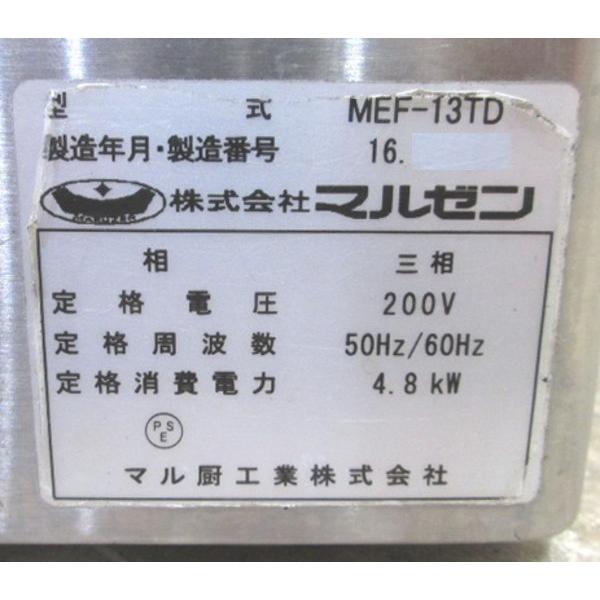 型式 MEF-13TD
製造年月・製造番号 16.
MARUZEN 株式会社 マルゼン
相 三相
定格電圧 200V
定格周波数 50Hz/60Hz
定格消費電力 4.8kW
PSE
マル厨工業株式会社